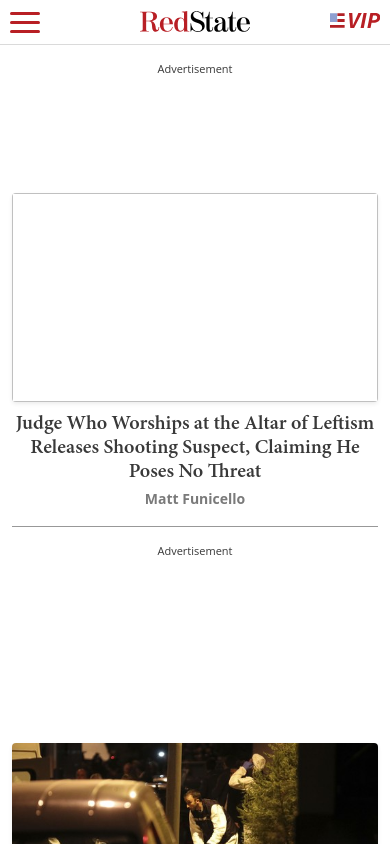 RedState
VIP
Advertisement
Judge Who Worships at the Altar of Leftism
Releases Shooting Suspect, Claiming He
Poses No Threat
Matt Funicello
Advertisement